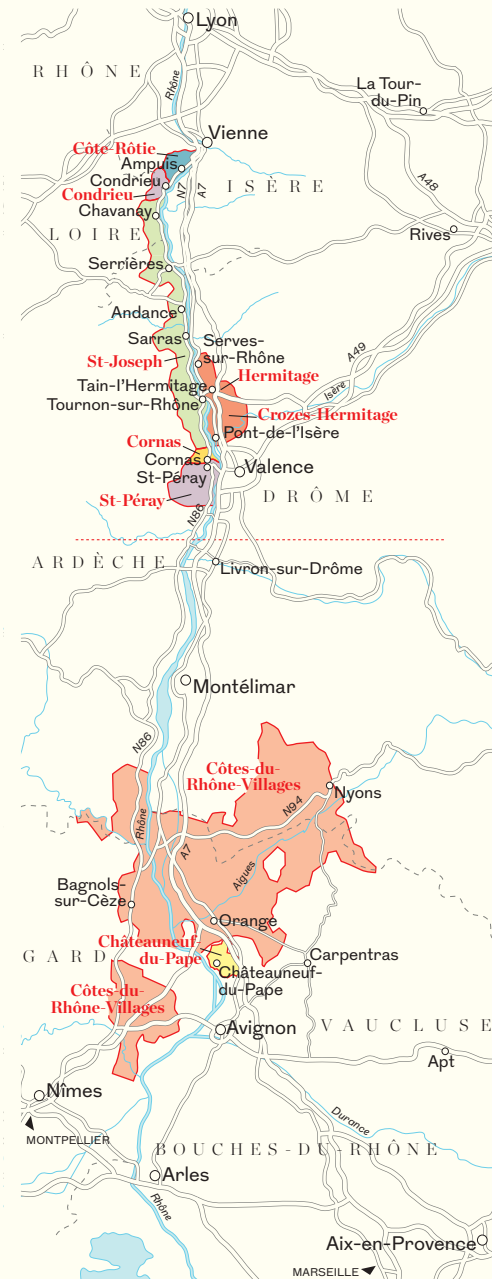 Lyon
RHÔNE
Rhône
La Tour-
du-Pin
Vienne
Côte-Rôtie
Ampuis
Condrieu
Condrieu
N7
A7
ISÈRE
A48
Chavanay
LOIRE
Rives
Serrières
Andance
Sarras
Serves-
sur-Rhône
A49
St-Joseph
Hermitage
Tain-l'Hermitage
Isère
Tournon-sur-Rhône
Crozes-Hermitage
Pont-de-l'Isère
Cornas
Cornas
Valence
St-Péray
St-Péray
DRÔME
N86
ARDÈCHE
Livron-sur-Drôme
Montélimar
N86
Côtes-du-
Rhône-Villages
Nyons
N94
Rhône
A7
Aigues
Bagnols-
sur-Cèze
Orange
Châteauneuf-
du-Pape
GARD
Carpentras
Châteauneuf-
du-Pape
Côtes-du-
Rhône-Villages
Avignon
VAUCLUSE
Apt
Nîmes
Durance
MONTPELLIER
BOUCHES-DU-RHÔNE
Arles
Rhône
Aix-en-Provence
MARSEILLE